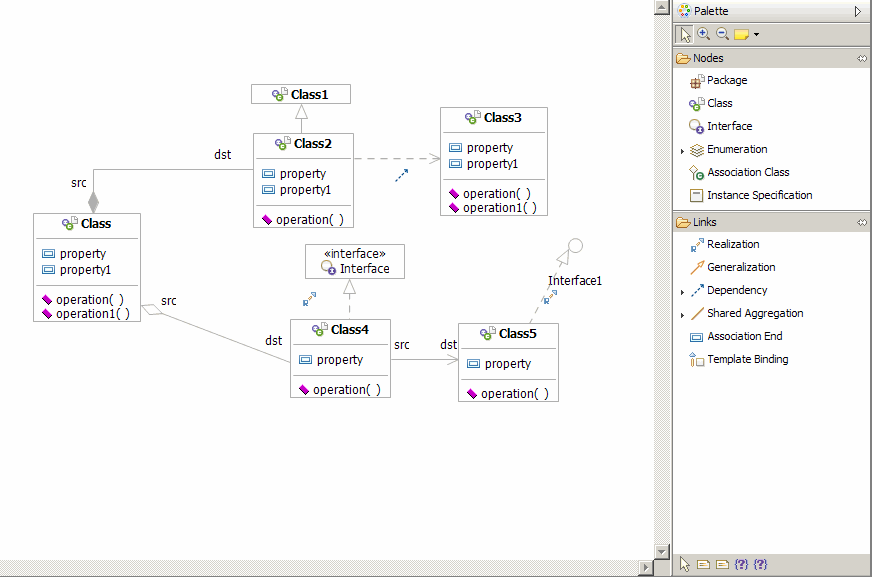 Class1
Class2
property
property1
operation( )
Class3
property
property1
operation( )
operation1( )
dst
src
Class
property
property1
operation( )
operation1( )
«interface»
Interface
Interface1
src
dst
Class4
property
operation( )
src
dst
Class5
property
operation( )
Palette
Nodes
Package
Class
Interface
Enumeration
Association Class
Instance Specification
Links
Realization
Generalization
Dependency
Shared Aggregation
Association End
Template Binding